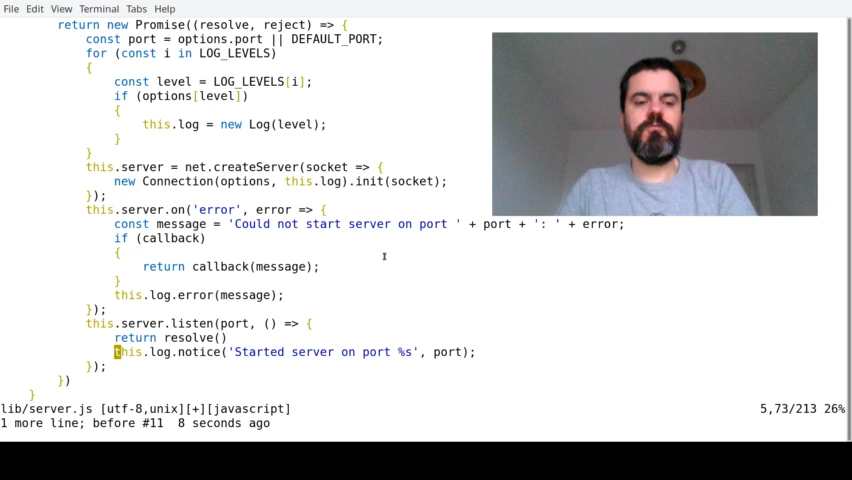 File Edit View Terminal Tabs Help
return new Promise((resolve, reject) => {
const port = options.port || DEFAULT_PORT;
for (const i in LOG_LEVELS)
{
const level = LOG_LEVELS[i];
if (options[level])
{
this.log = new Log(level);
}
}
this.server = net.createServer(socket => {
new Connection(options, this.log).init(socket);
});
this.server.on('error', error => {
const message = 'Could not start server on port ' + port + ': ' + error;
if (callback)
{
return callback(message);
}
this.log.error(message);
});
this.server.listen(port, () => {
return resolve()
this.log.notice('Started server on port %s', port);
});
})
}
lib/server.js [utf-8,unix][+][javascript] 5,73/213 26%
1 more line; before #11 8 seconds ago